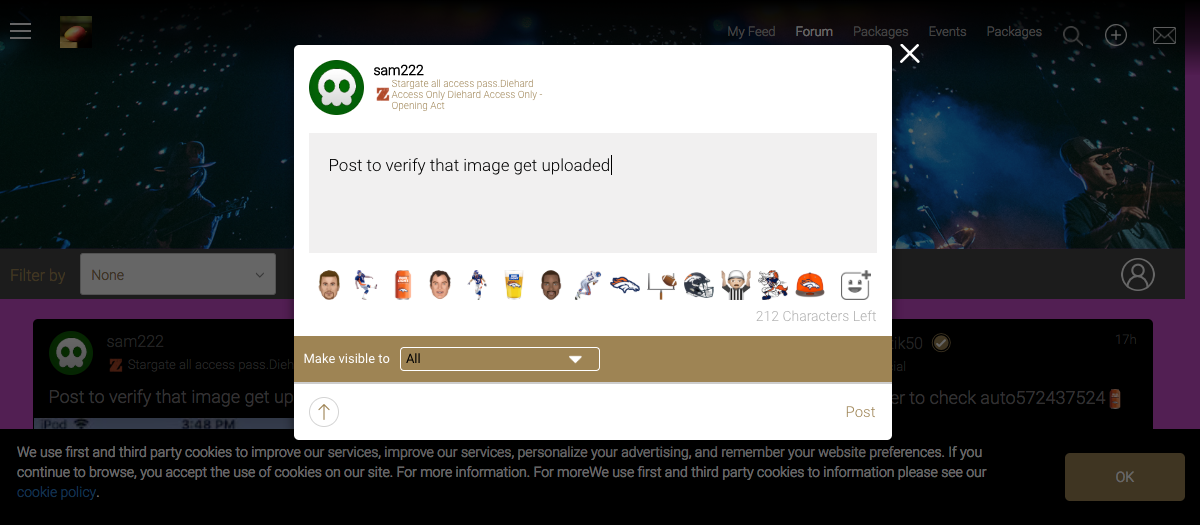 My Feed Forum Packages Events Packages
sam222
Stargate all access pass.Diehard
Access Only Diehard Access Only -
Opening Act
Post to verify that image get uploaded
Filter by None
212 Characters Left
Make visible to All
Post
sam222
Stargate all access pass.Dieh
Post to verify that image get up
iPod 3:48 PM
tik50 17h
ial
er to check auto572437524
We use first and third party cookies to improve our services, improve our services, personalize your advertising, and remember your website preferences. If you
continue to browse, you accept the use of cookies on our site. For more information. For moreWe use first and third party cookies to information please see our
cookie policy.
OK